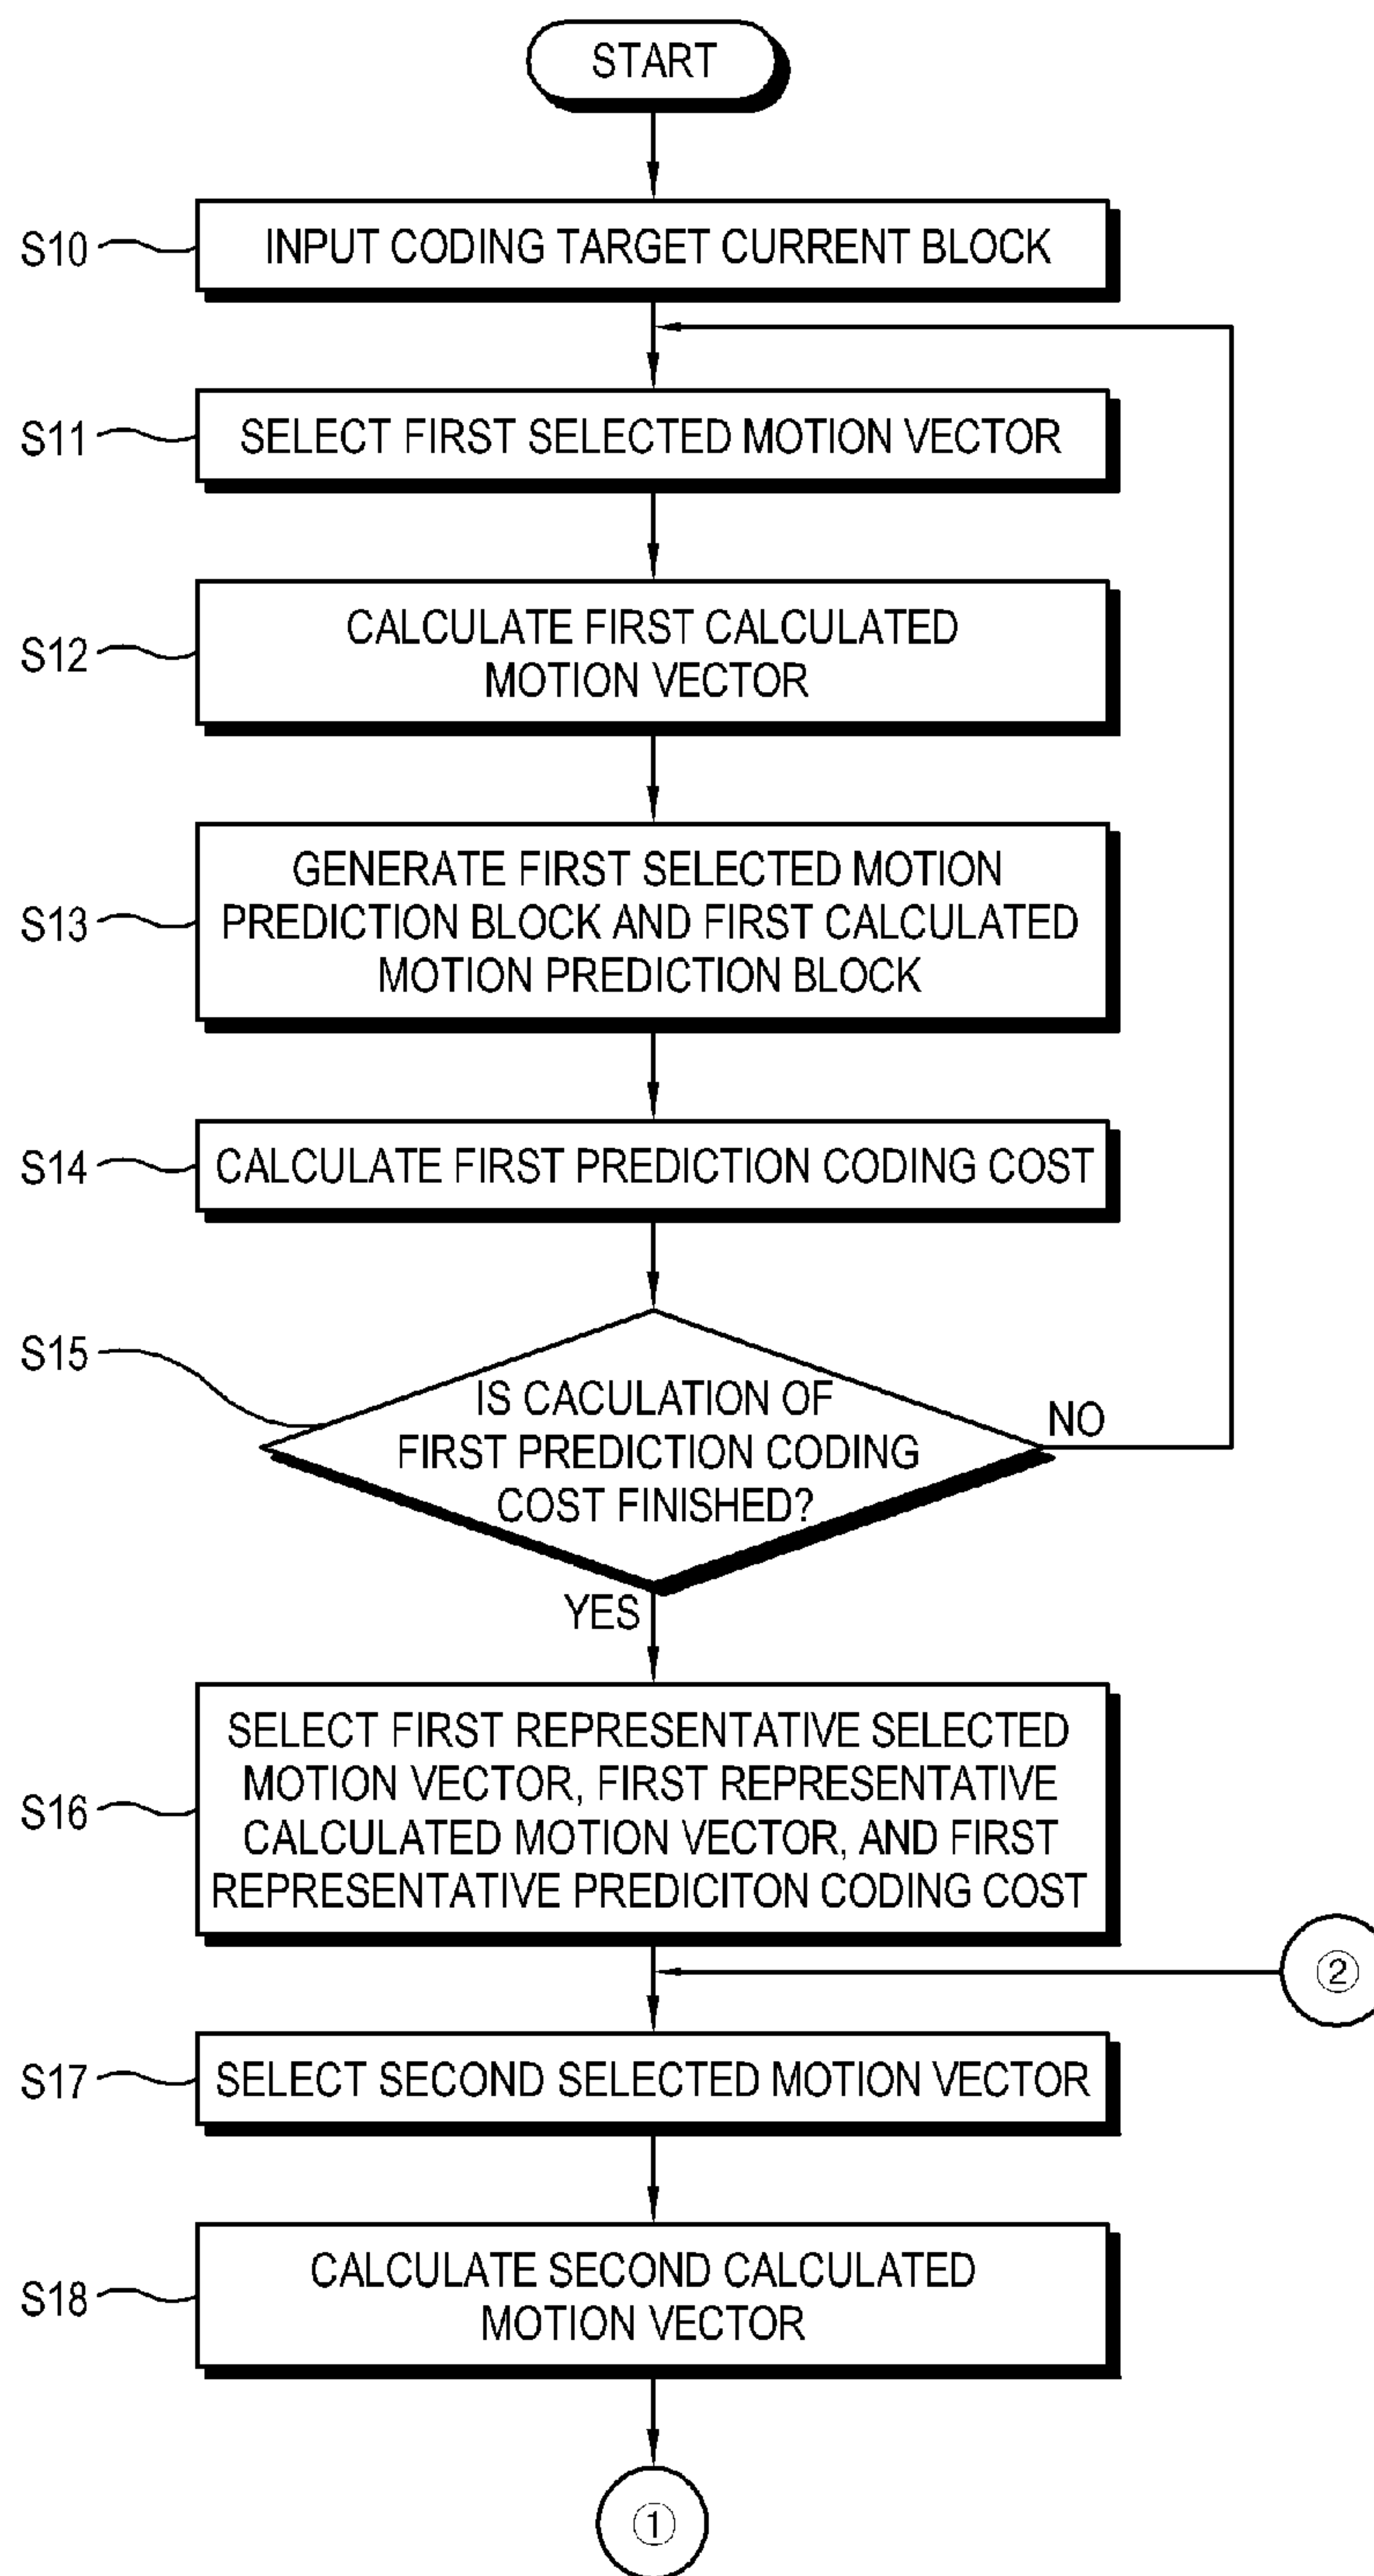 START
S10
INPUT CODING TARGET CURRENT BLOCK
S11
SELECT FIRST SELECTED MOTION VECTOR
S12
CALCULATE FIRST CALCULATED
MOTION VECTOR
S13
GENERATE FIRST SELECTED MOTION
PREDICTION BLOCK AND FIRST CALCULATED
MOTION PREDICTION BLOCK
S14
CALCULATE FIRST PREDICTION CODING COST
S15
IS CACULATION OF
FIRST PREDICTION CODING
COST FINISHED?
NO
YES
S16
SELECT FIRST REPRESENTATIVE SELECTED
MOTION VECTOR, FIRST REPRESENTATIVE
CALCULATED MOTION VECTOR, AND FIRST
REPRESENTATIVE PREDICITON CODING COST
②
S17
SELECT SECOND SELECTED MOTION VECTOR
S18
CALCULATE SECOND CALCULATED
MOTION VECTOR
①